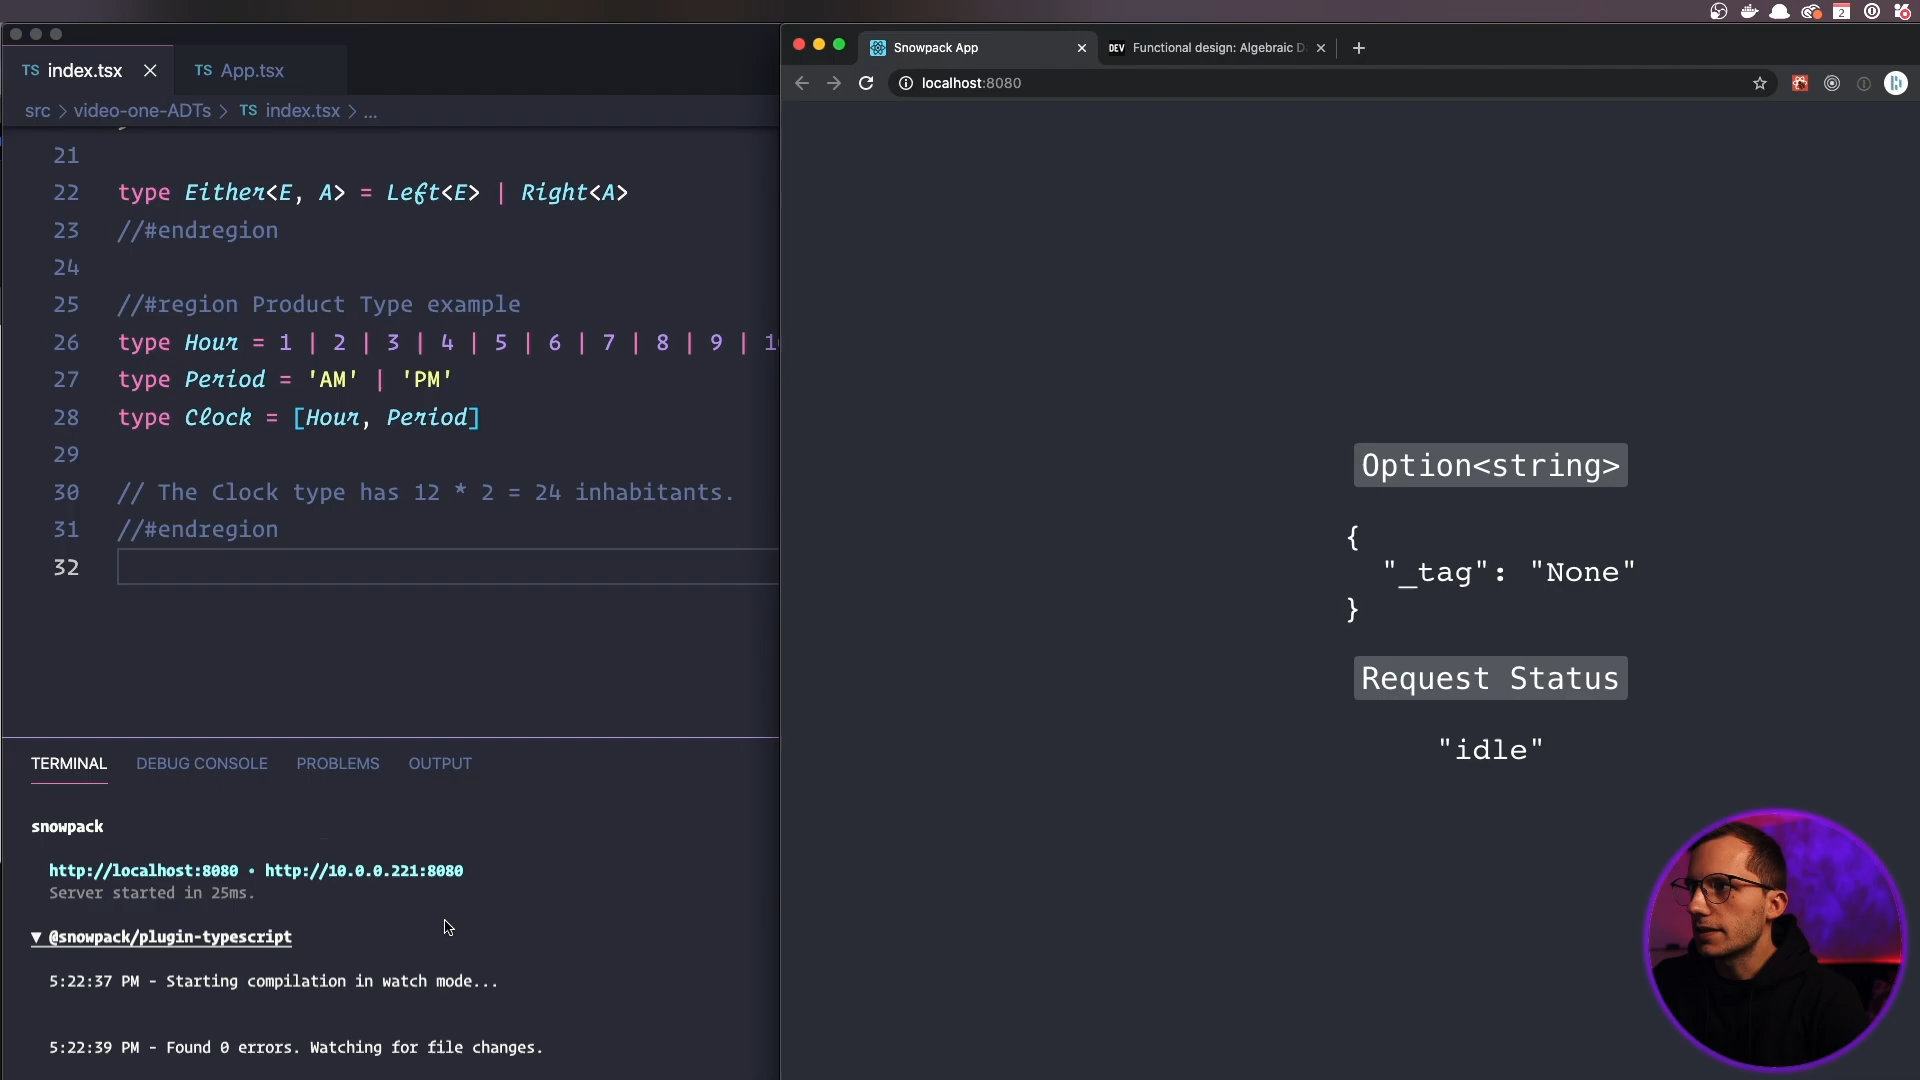 TS index.tsx
TS App.tsx
src > video-one-ADTs > TS index.tsx > ...
21
22 type Either<E, A> = Left<E> | Right<A>
23 //#endregion
24
25 //#region Product Type example
26 type Hour = 1 | 2 | 3 | 4 | 5 | 6 | 7 | 8 | 9 |
27 type Period = 'AM' | 'PM'
28 type Clock = [Hour, Period]
29
30 // The Clock type has 12 * 2 = 24 inhabitants.
31 //#endregion
32
TERMINAL DEBUG CONSOLE PROBLEMS OUTPUT
snowpack
http://localhost:8080 • http://10.0.0.221:8080
Server started in 25ms.
▼ @snowpack/plugin-typescript
5:22:37 PM - Starting compilation in watch mode...
5:22:39 PM - Found 0 errors. Watching for file changes.
2
Snowpack App
DEV Functional design: Algebraic
localhost:8080
Option<string>
{
"_tag": "None"
}
Request Status
"idle"